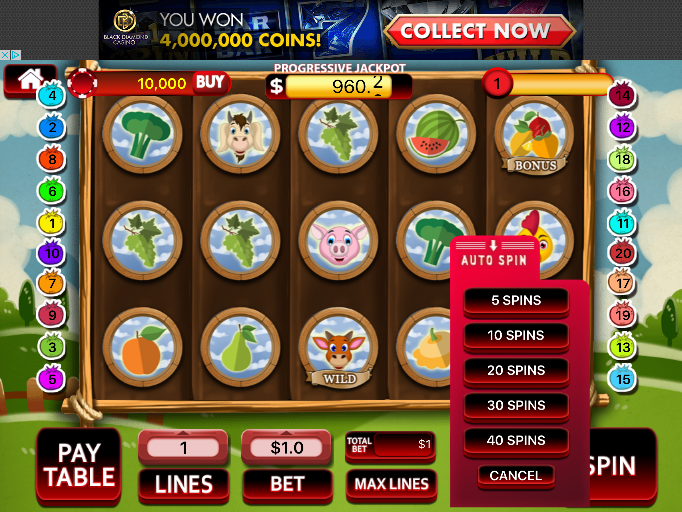 YOU WON
4,000,000 COINS!
BLACK DIAMOND
CASINO
COLLECT NOW
PROGRESSIVE JACKPOT
10,000 BUY
$ 960.2
1
4
2
8
6
1
10
7
9
3
5
14
12
18
16
11
20
17
19
13
15
BONUS
WILD
AUTO SPIN
5 SPINS
10 SPINS
20 SPINS
30 SPINS
40 SPINS
CANCEL
PAY
TABLE
1
LINES
$1.0
BET
TOTAL
BET
$1
MAX LINES
SPIN